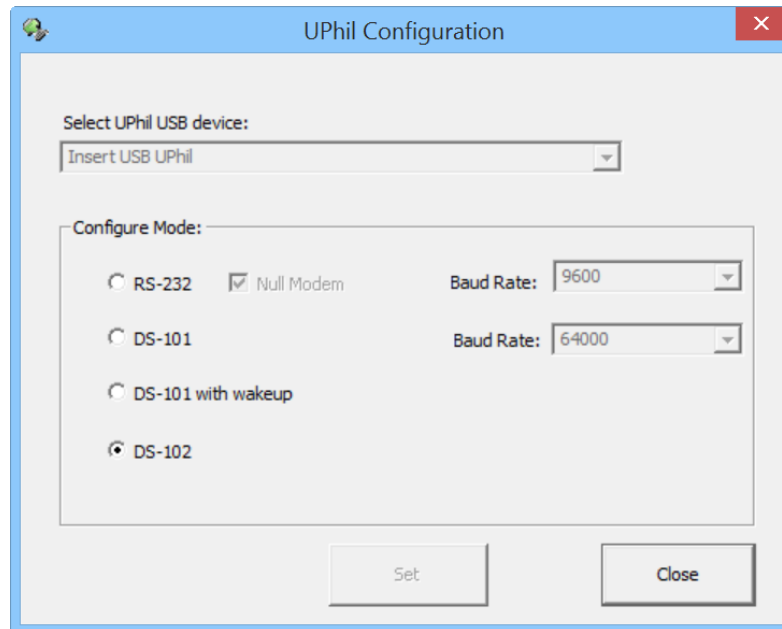 UPhil Configuration
Select UPhil USB device:
Insert USB UPhil
Configure Mode:
RS-232 Null Modem Baud Rate: 9600
DS-101 Baud Rate: 64000
DS-101 with wakeup
DS-102
Set Close